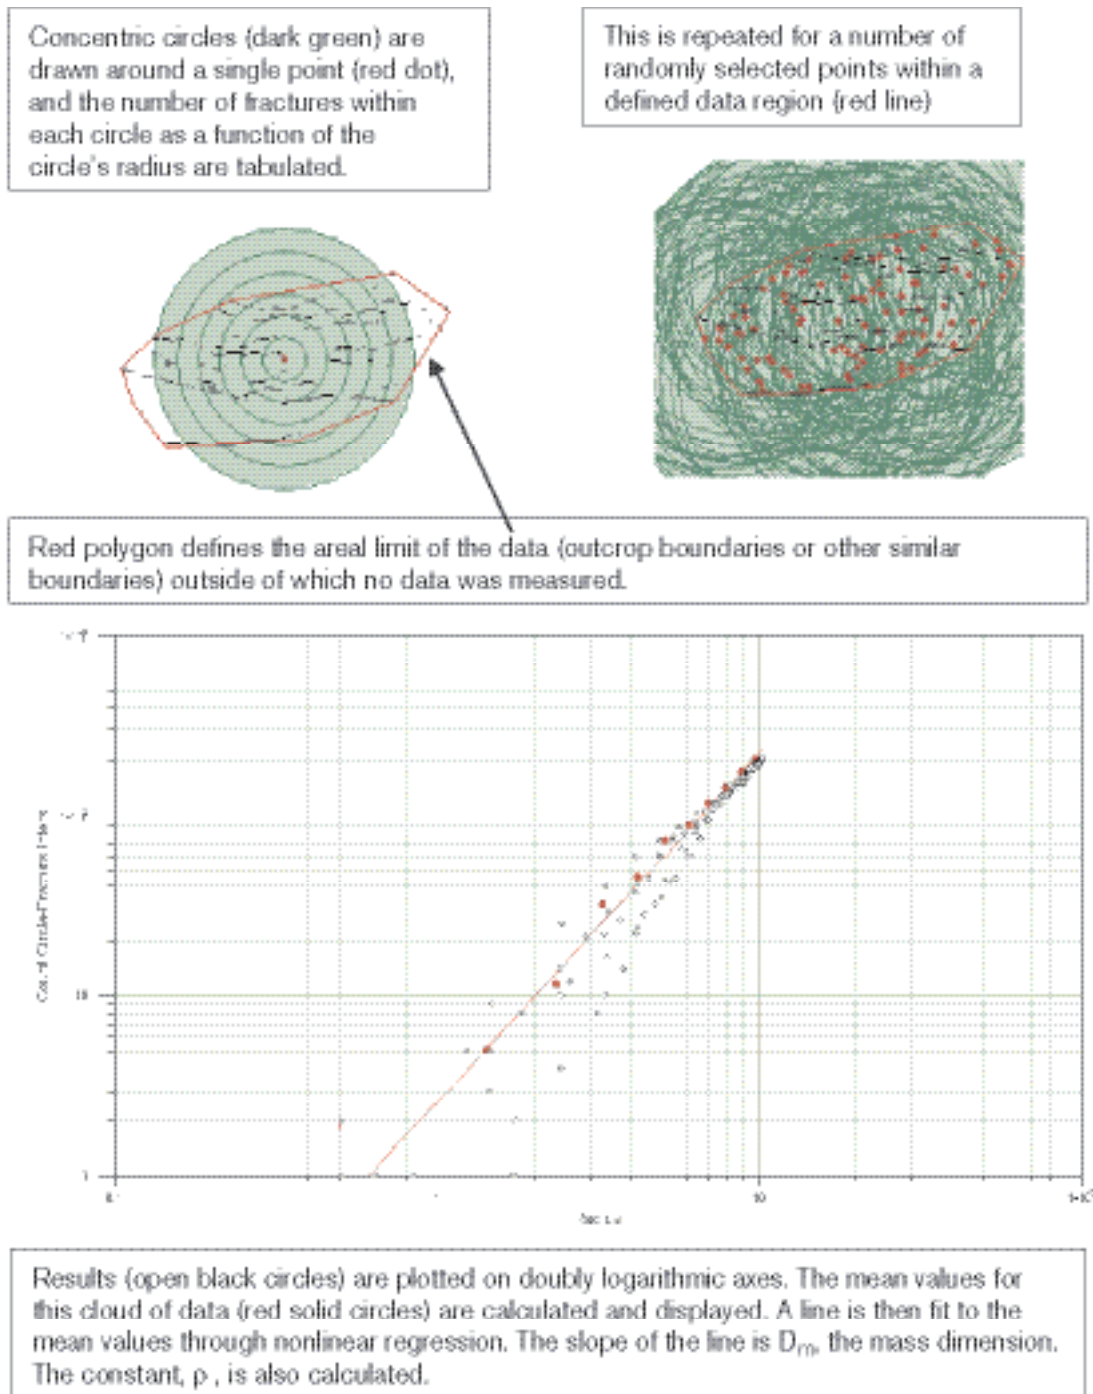 Concentric circles (dark green) are
drawn around a single point (red dot),
and the number of fractures within
each circle as a function of the
circle's radius are tabulated.
This is repeated for a number of
randomly selected points within a
defined data region (red line)
Red polygon defines the areal limit of the data (outcrop boundaries or other similar
boundaries) outside of which no data was measured.
10
1
10
Results (open black circles) are plotted on doubly logarithmic axes. The mean values for
this cloud of data (red solid circles) are calculated and displayed. A line is then fit to the
mean values through nonlinear regression. The slope of the line is Dm, the mass dimension.
The constant, ρ , is also calculated.